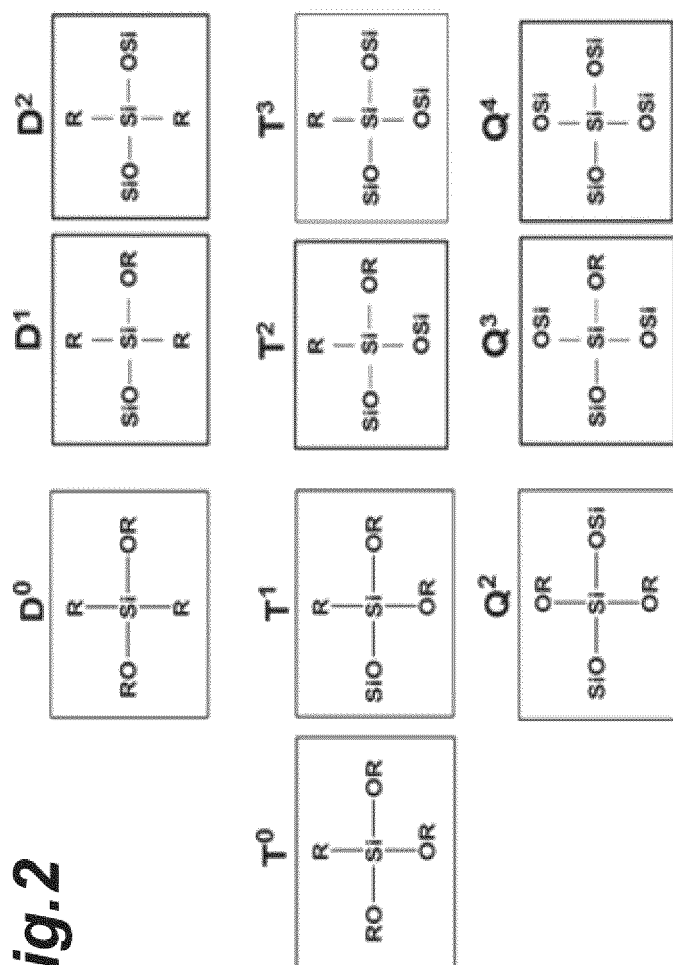 ig.2
D⁰
R
RO—Si—OR
R
D¹
R
SiO—Si—OR
R
D²
R
SiO—Si—OSi
R
T⁰
R
RO—Si—OR
OR
T¹
R
SiO—Si—OR
OR
T²
R
SiO—Si—OR
OSi
T³
R
SiO—Si—OSi
OSi
Q²
OR
SiO—Si—OSi
OR
Q³
OSi
SiO—Si—OR
OSi
Q⁴
OSi
SiO—Si—OSi
OSi